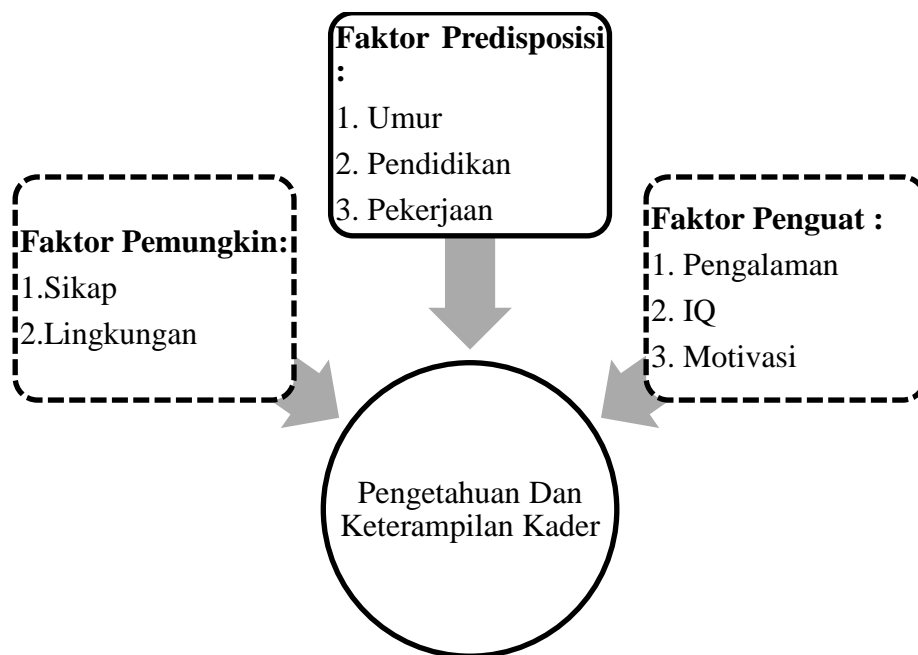 Faktor Predisposisi
:
1. Umur
2. Pendidikan
3. Pekerjaan
Faktor Pemungkin:
1.Sikap
2.Lingkungan
Faktor Penguat :
1. Pengalaman
2. IQ
3. Motivasi
Pengetahuan Dan
Keterampilan Kader